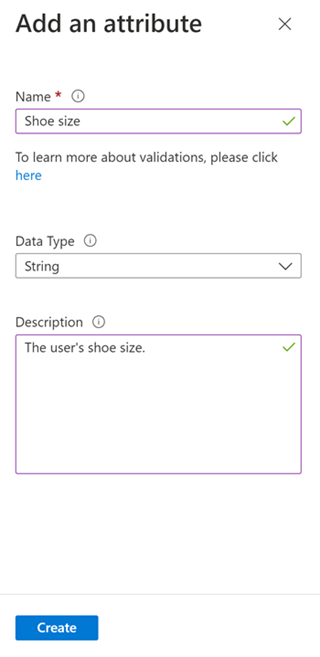 Add an attribute
Name *
Shoe size
To learn more about validations, please click
here
Data Type
String
Description
The user's shoe size.
Create